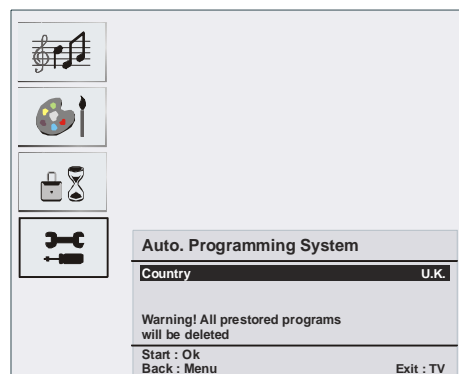 Auto. Programming System
Country U.K.
Warning! All prestored programs
will be deleted
Start : Ok
Back : Menu Exit : TV